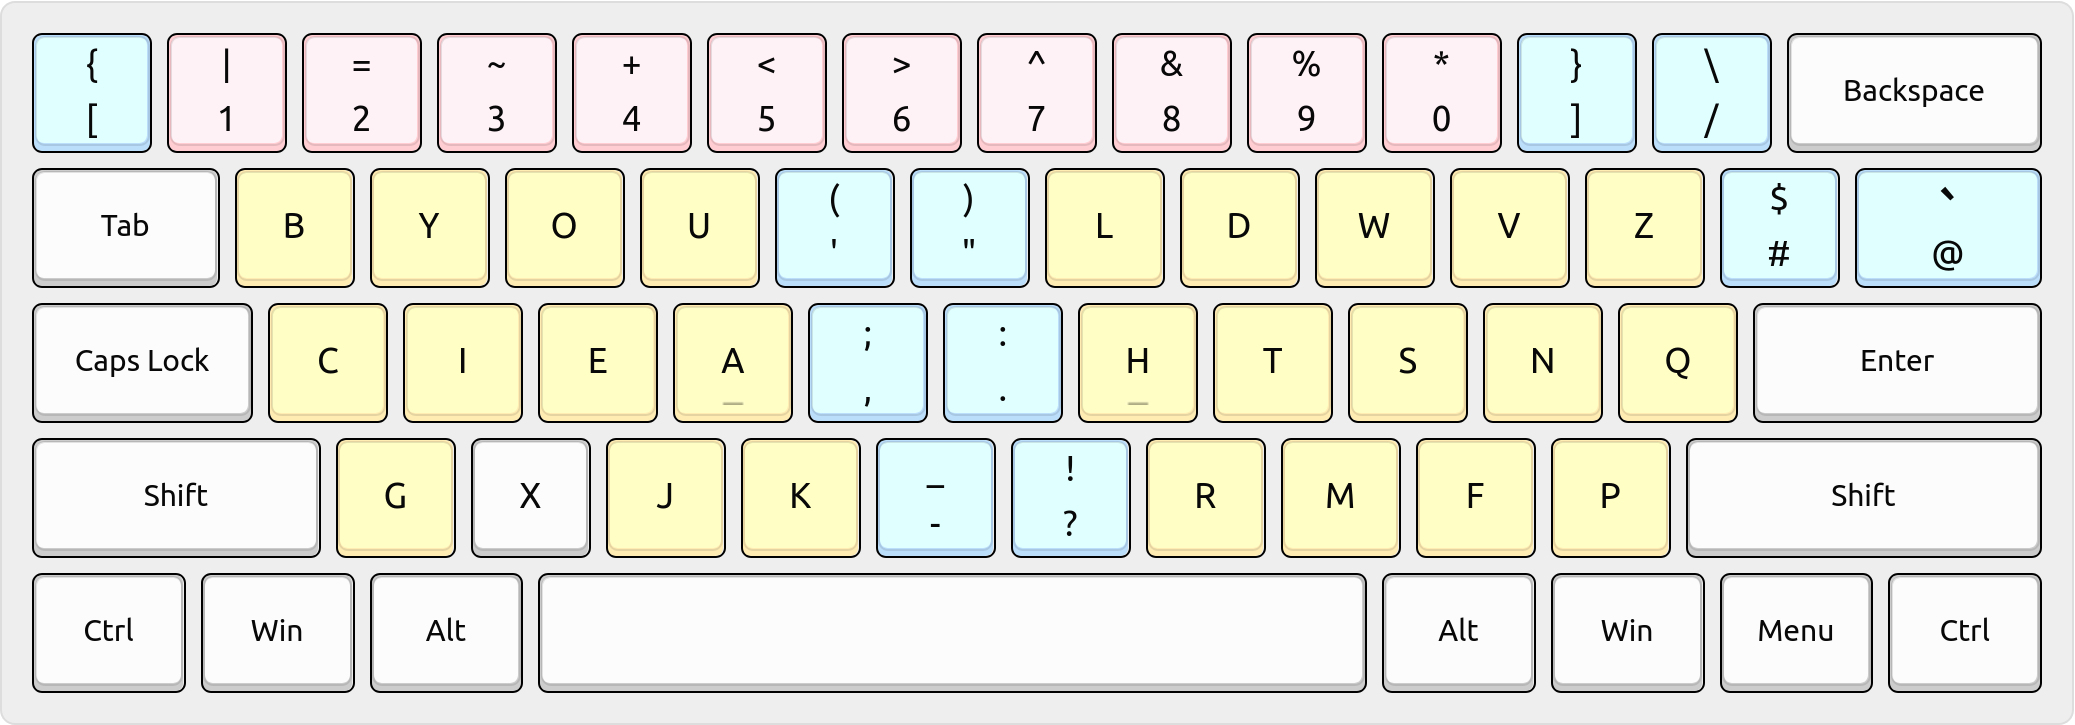 { | = ~ + < > ^ & % * } \ Backspace
[ 1 2 3 4 5 6 7 8 9 0 ] /
Tab B Y O U ( ) L D W V Z $ `
' " # @
Caps Lock C I E A ; : H T S N Q Enter
_ , . _
Shift G X J K _ ! R M F P Shift
- ?
Ctrl Win Alt Alt Win Menu Ctrl